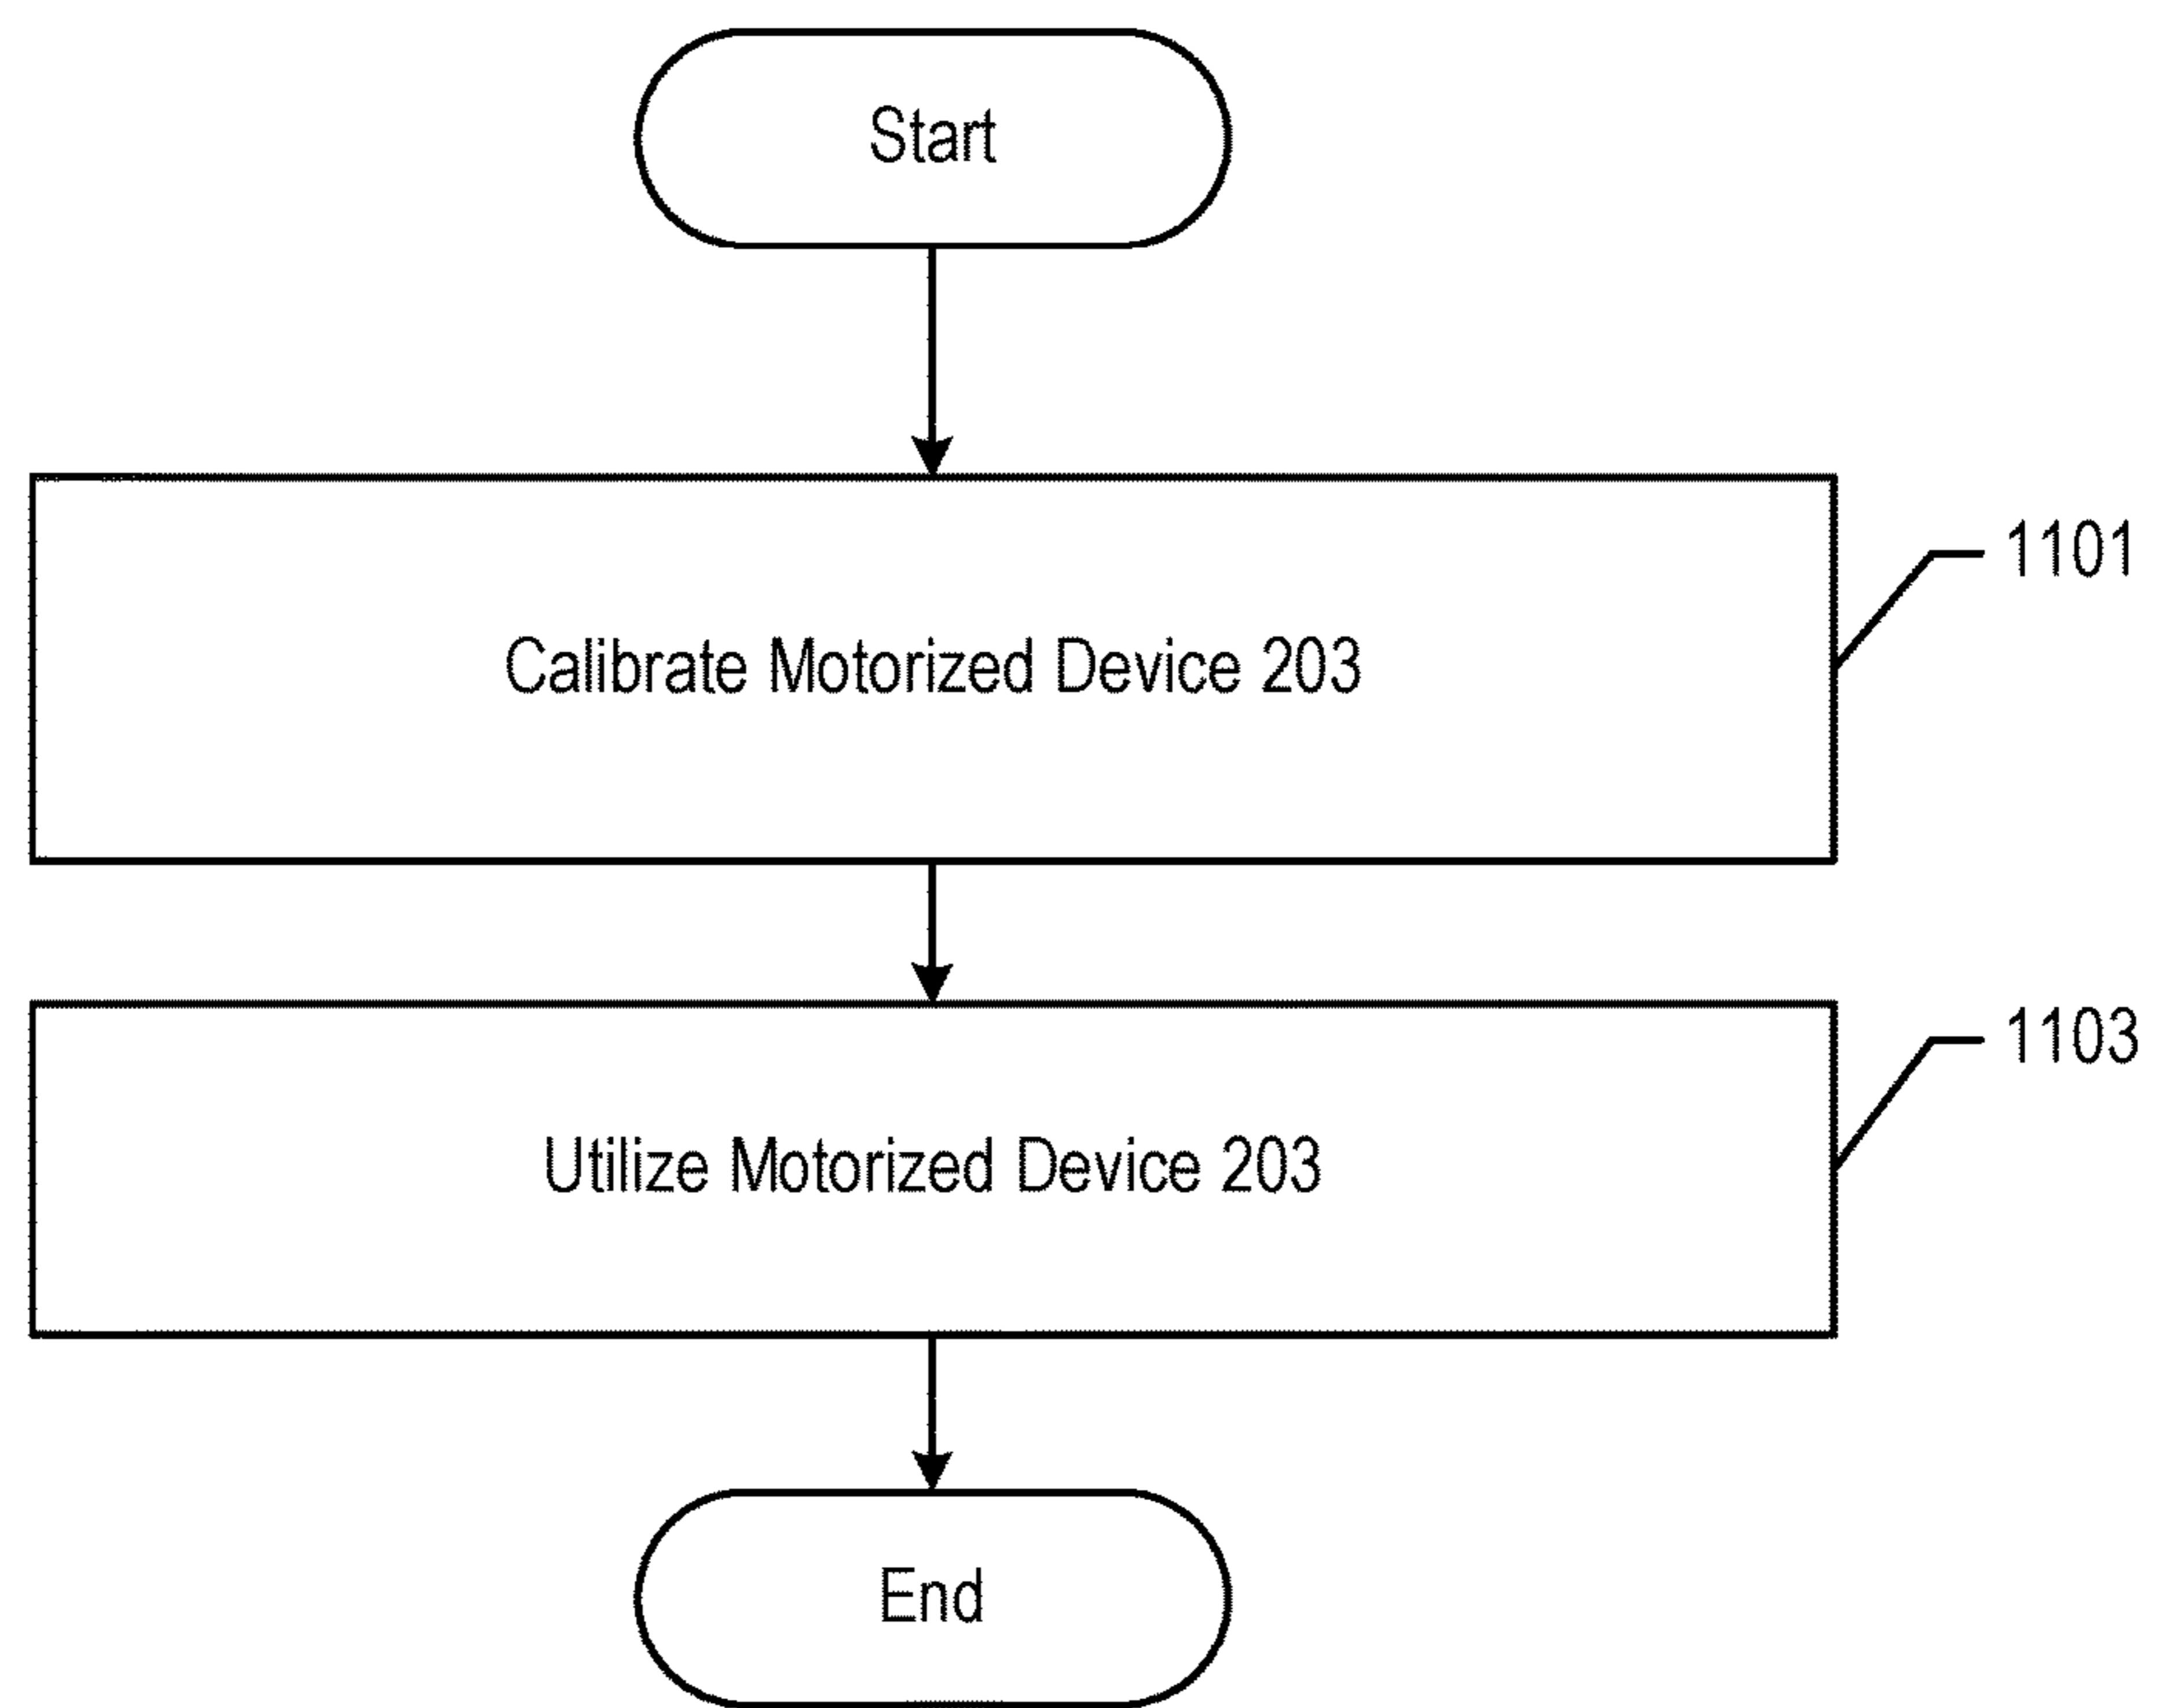 Start
1101
Calibrate Motorized Device 203
1103
Utilize Motorized Device 203
End